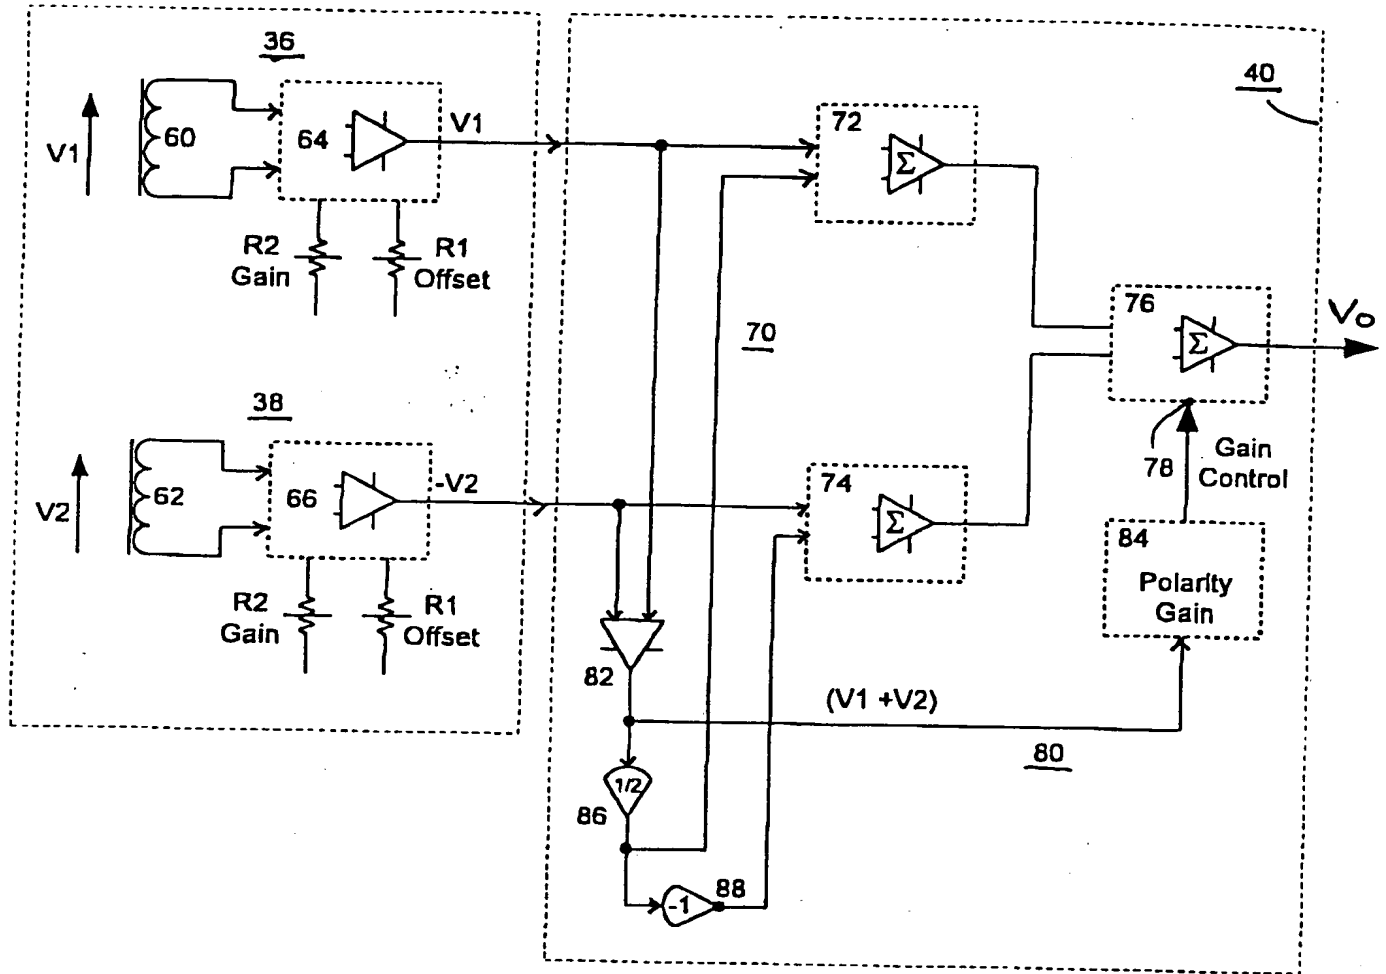 36
40
V1
60
64
V1
72
Σ
R2
Gain
R1
Offset
70
76
Σ
Vo
38
78
Gain
Control
V2
62
66
-V2
74
Σ
84
Polarity
Gain
R2
Gain
R1
Offset
82
(V1 +V2)
80
1/2
86
-1
88